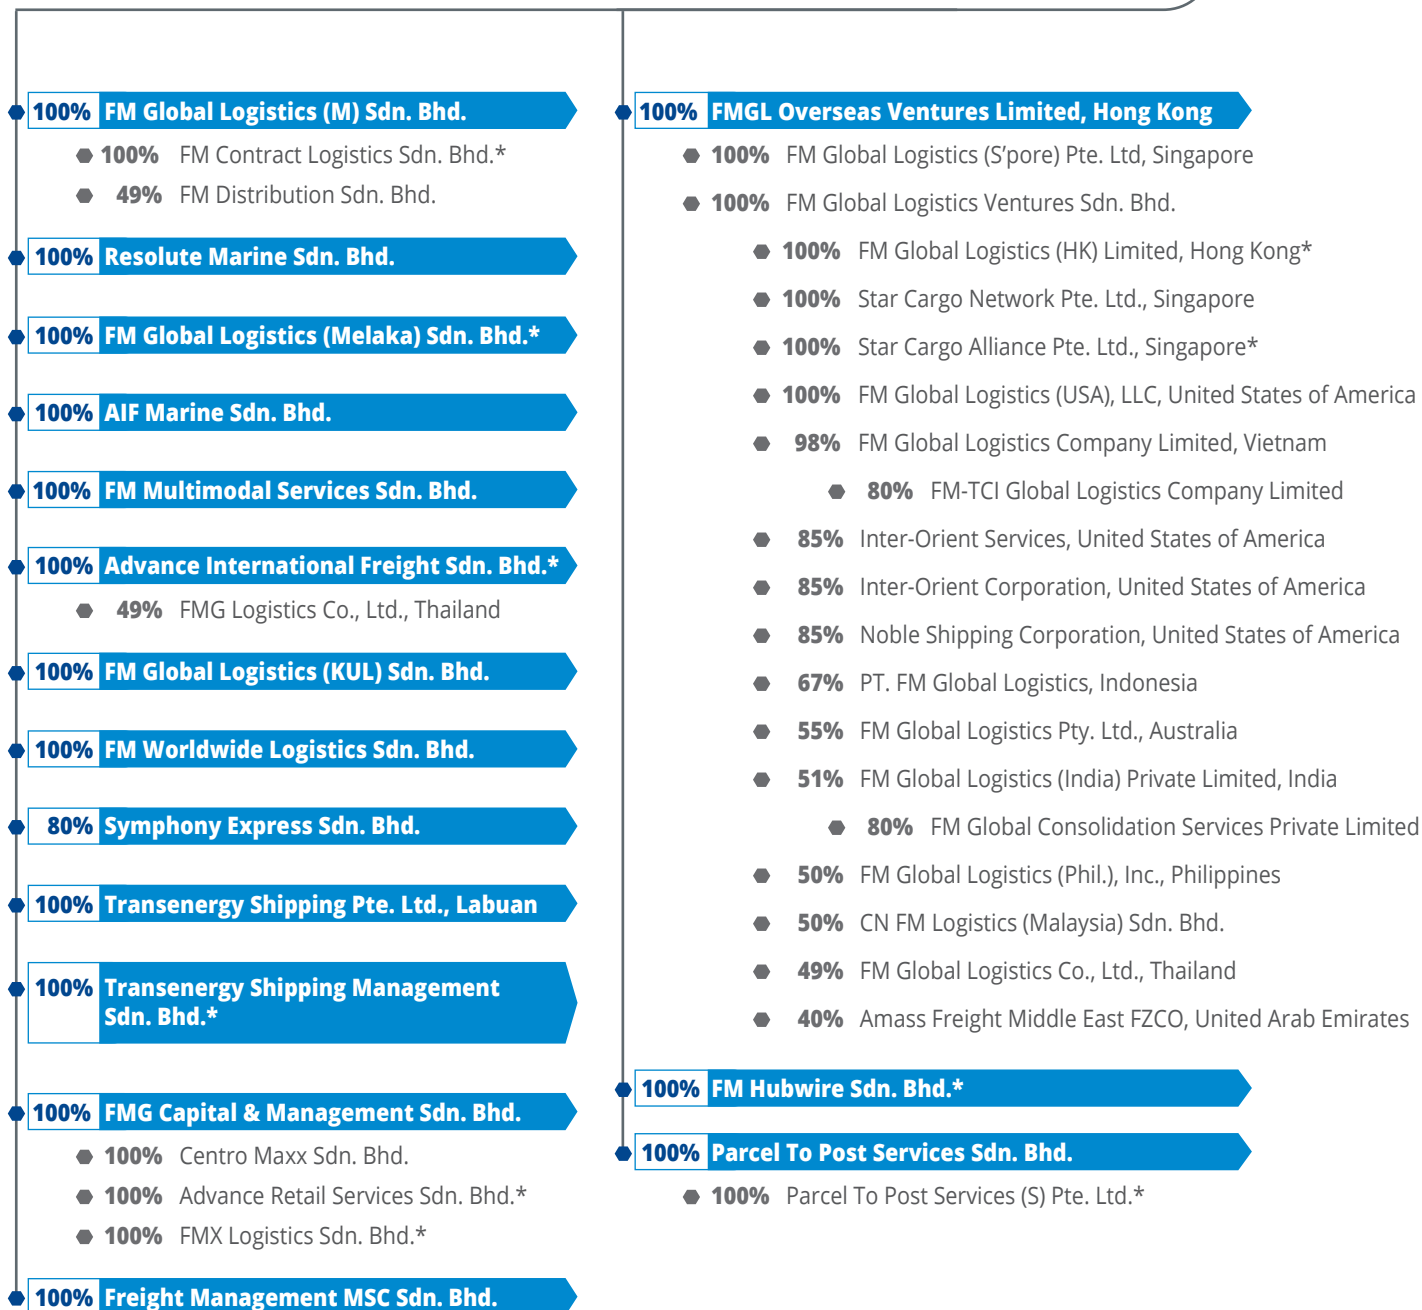 100% FM Global Logistics (M) Sdn. Bhd.
100% FM Contract Logistics Sdn. Bhd.*
49% FM Distribution Sdn. Bhd.
100% Resolute Marine Sdn. Bhd.
100% FM Global Logistics (Melaka) Sdn. Bhd.*
100% AIF Marine Sdn. Bhd.
100% FM Multimodal Services Sdn. Bhd.
100% Advance International Freight Sdn. Bhd.*
49% FMG Logistics Co., Ltd., Thailand
100% FM Global Logistics (KUL) Sdn. Bhd.
100% FM Worldwide Logistics Sdn. Bhd.
80% Symphony Express Sdn. Bhd.
100% Transenergy Shipping Pte. Ltd., Labuan
100% Transenergy Shipping Management
Sdn. Bhd.*
100% FMG Capital & Management Sdn. Bhd.
100% Centro Maxx Sdn. Bhd.
100% Advance Retail Services Sdn. Bhd.*
100% FMX Logistics Sdn. Bhd.*
100% Freight Management MSC Sdn. Bhd.
100% FMGL Overseas Ventures Limited, Hong Kong
100% FM Global Logistics (S’pore) Pte. Ltd, Singapore
100% FM Global Logistics Ventures Sdn. Bhd.
100% FM Global Logistics (HK) Limited, Hong Kong*
100% Star Cargo Network Pte. Ltd., Singapore
100% Star Cargo Alliance Pte. Ltd., Singapore*
100% FM Global Logistics (USA), LLC, United States of America
98% FM Global Logistics Company Limited, Vietnam
80% FM-TCI Global Logistics Company Limited
85% Inter-Orient Services, United States of America
85% Inter-Orient Corporation, United States of America
85% Noble Shipping Corporation, United States of America
67% PT. FM Global Logistics, Indonesia
55% FM Global Logistics Pty. Ltd., Australia
51% FM Global Logistics (India) Private Limited, India
80% FM Global Consolidation Services Private Limited
50% FM Global Logistics (Phil.), Inc., Philippines
50% CN FM Logistics (Malaysia) Sdn. Bhd.
49% FM Global Logistics Co., Ltd., Thailand
40% Amass Freight Middle East FZCO, United Arab Emirates
100% FM Hubwire Sdn. Bhd.*
100% Parcel To Post Services Sdn. Bhd.
100% Parcel To Post Services (S) Pte. Ltd.*